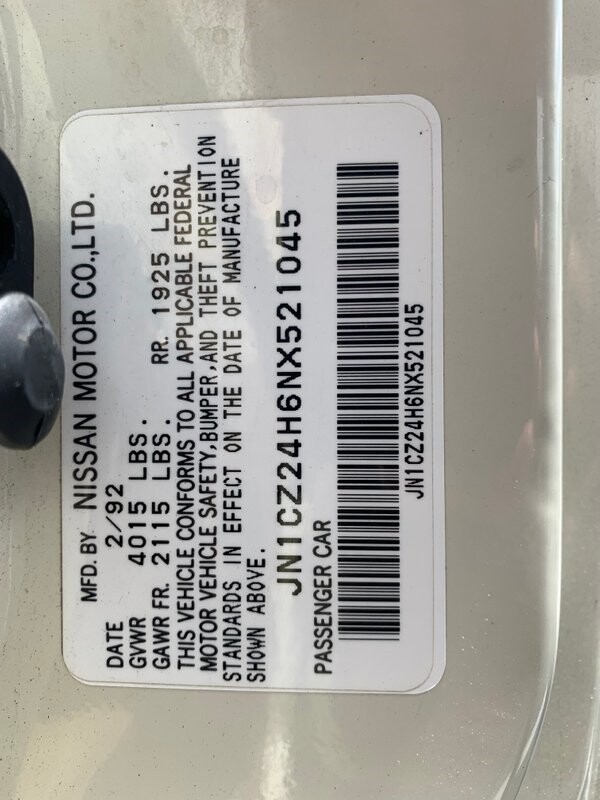 MFD. BY NISSAN MOTOR CO.,LTD.
DATE 2/92
GVWR 4015 LBS.
GAWR FR. 2115 LBS. RR. 1925 LBS.
THIS VEHICLE CONFORMS TO ALL APPLICABLE FEDERAL
MOTOR VEHICLE SAFETY,BUMPER,AND THEFT PREVENTION
STANDARDS IN EFFECT ON THE DATE OF MANUFACTURE
SHOWN ABOVE.
JN1CZ24H6NX521045
PASSENGER CAR
JN1CZ24H6NX521045